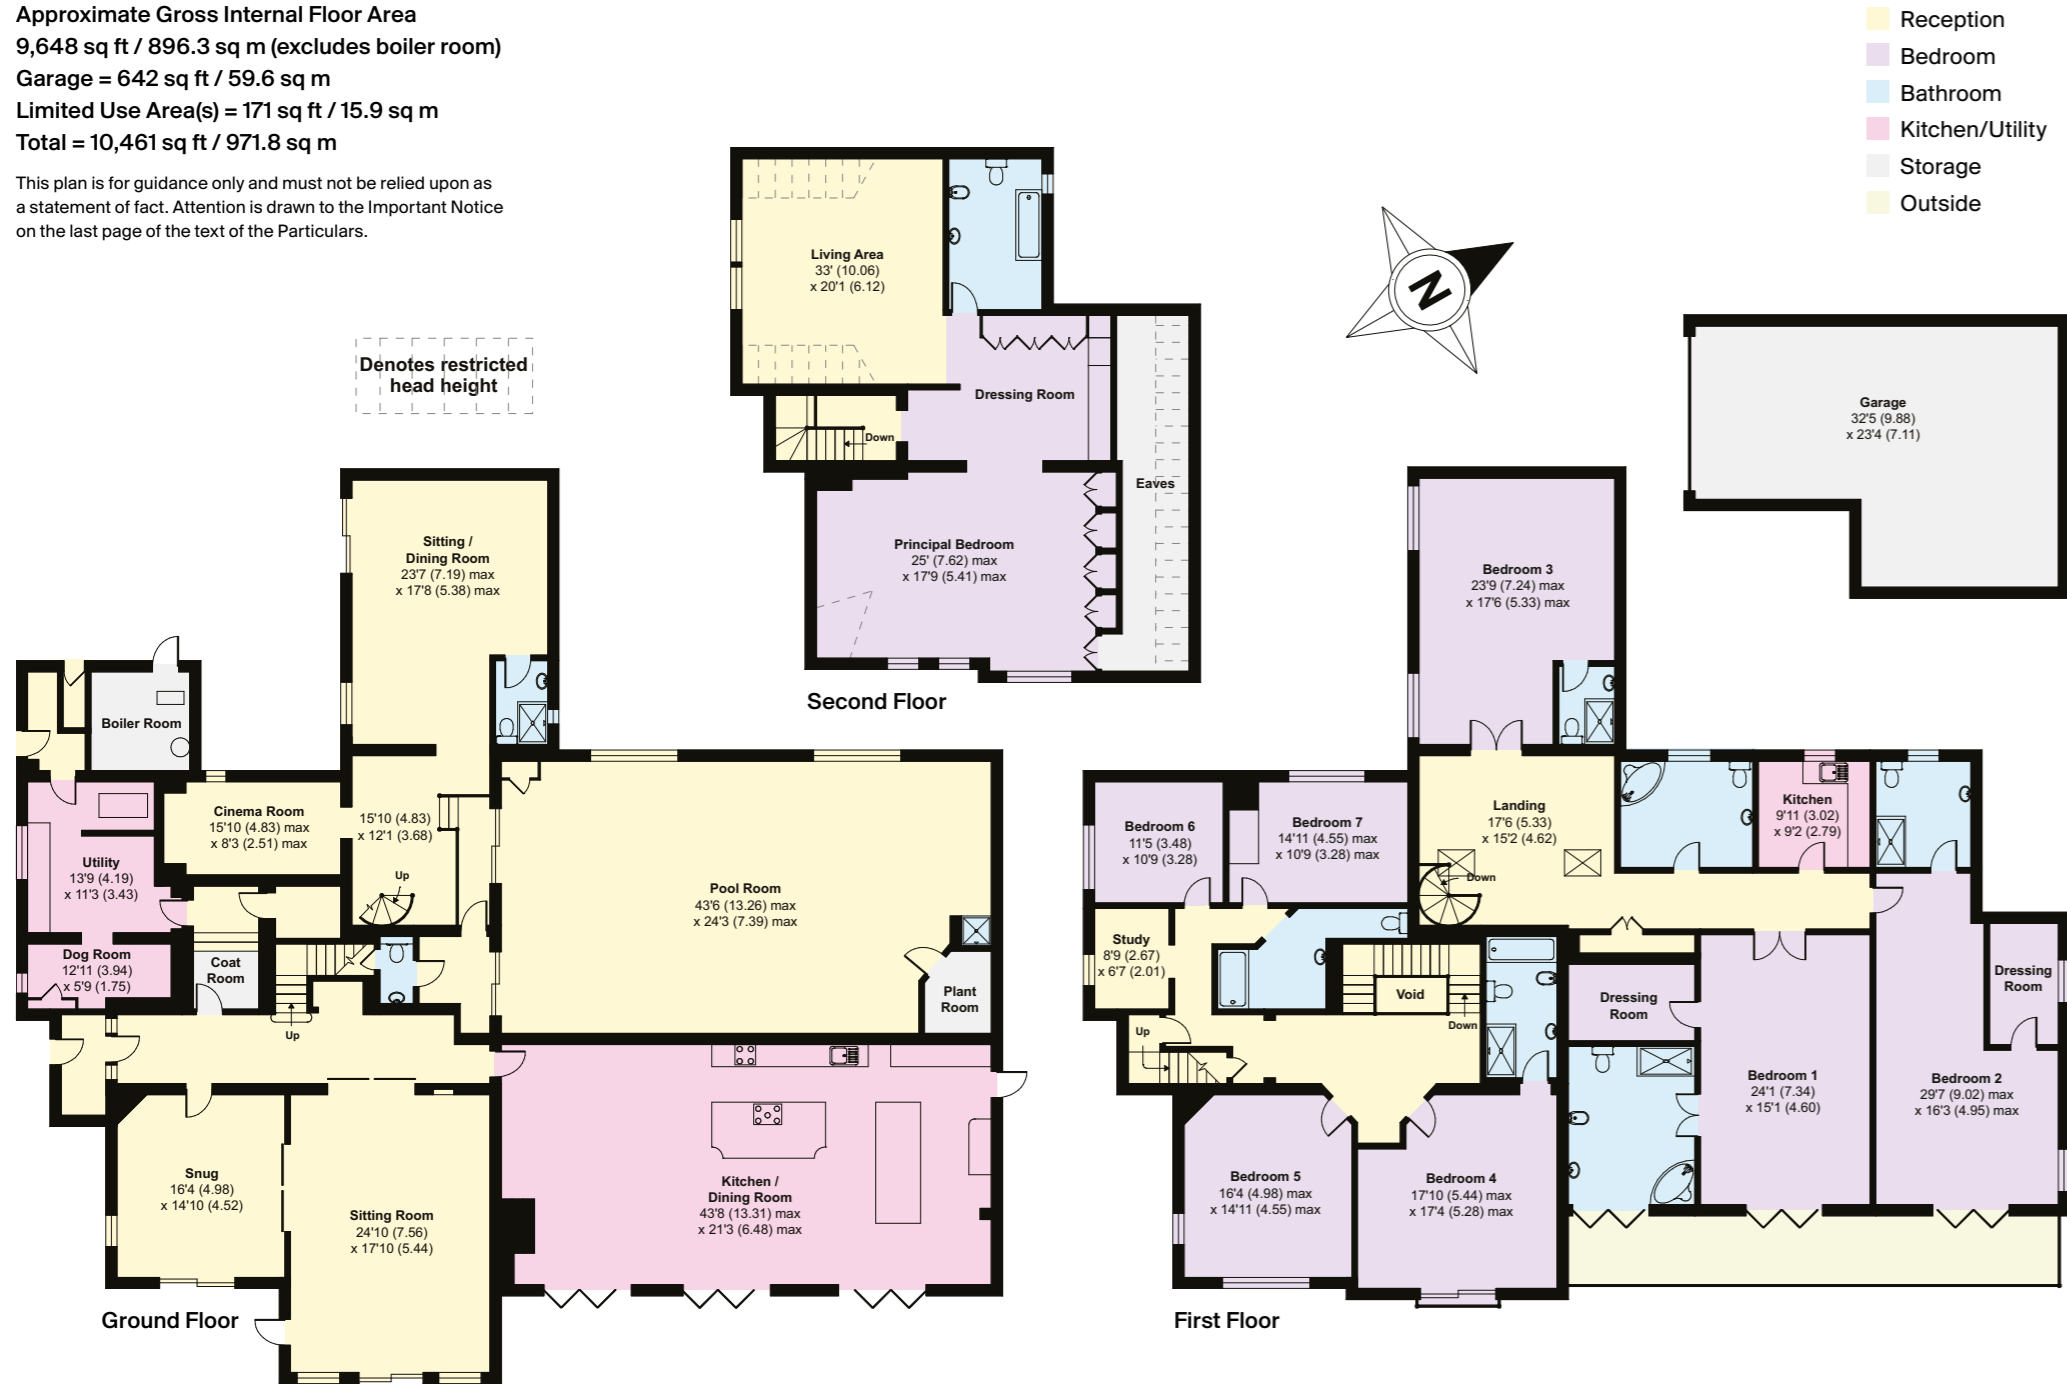 Approximate Gross Internal Floor Area
9,648 sq ft / 896.3 sq m (excludes boiler room)
Garage = 642 sq ft / 59.6 sq m
Limited Use Area(s) = 171 sq ft / 15.9 sq m
Total = 10,461 sq ft / 971.8 sq m
This plan is for guidance only and must not be relied upon as
a statement of fact. Attention is drawn to the Important Notice
on the last page of the text of the Particulars.
Reception
Bedroom
Bathroom
Kitchen/Utility
Storage
Outside
Denotes restricted
head height
N
Living Area
33' (10.06)
x 20'1 (6.12)
Dressing Room
Down
Eaves
Principal Bedroom
25' (7.62) max
x 17'9 (5.41) max
Second Floor
Garage
32'5 (9.88)
x 23'4 (7.11)
Sitting /
Dining Room
23'7 (7.19) max
x 17'8 (5.38) max
Boiler Room
Cinema Room
15'10 (4.83) max
x 8'3 (2.51) max
15'10 (4.83)
x 12'1 (3.68)
Up
Utility
13'9 (4.19)
x 11'3 (3.43)
Dog Room
12'11 (3.94)
x 5'9 (1.75)
Coat
Room
Up
Pool Room
43'6 (13.26) max
x 24'3 (7.39) max
Plant
Room
Snug
16'4 (4.98)
x 14'10 (4.52)
Sitting Room
24'10 (7.56)
x 17'10 (5.44)
Kitchen /
Dining Room
43'8 (13.31) max
x 21'3 (6.48) max
Ground Floor
Bedroom 3
23'9 (7.24) max
x 17'6 (5.33) max
Landing
17'6 (5.33)
x 15'2 (4.62)
Down
Kitchen
9'11 (3.02)
x 9'2 (2.79)
Bedroom 6
11'5 (3.48)
x 10'9 (3.28)
Bedroom 7
14'11 (4.55) max
x 10'9 (3.28) max
Study
8'9 (2.67)
x 6'7 (2.01)
Void
Down
Up
Dressing
Room
Dressing
Room
Bedroom 1
24'1 (7.34)
x 15'1 (4.60)
Bedroom 2
29'7 (9.02) max
x 16'3 (4.95) max
Bedroom 5
16'4 (4.98) max
x 14'11 (4.55) max
Bedroom 4
17'10 (5.44) max
x 17'4 (5.28) max
First Floor